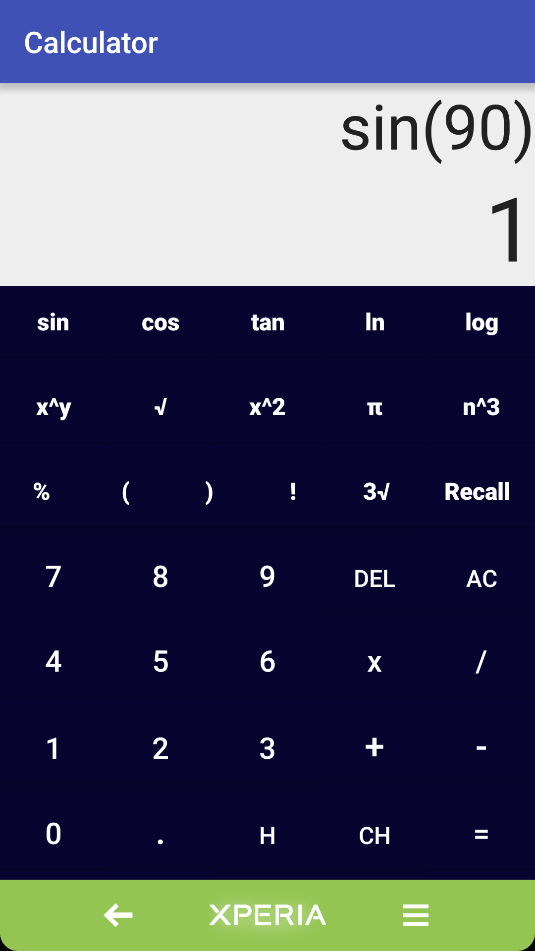 Calculator
sin(90)
1
sin cos tan ln log
x^y √ x^2 π n^3
% ( ) ! 3√ Recall
7 8 9 DEL AC
4 5 6 x /
1 2 3 + -
0 . H CH =
XPERIA